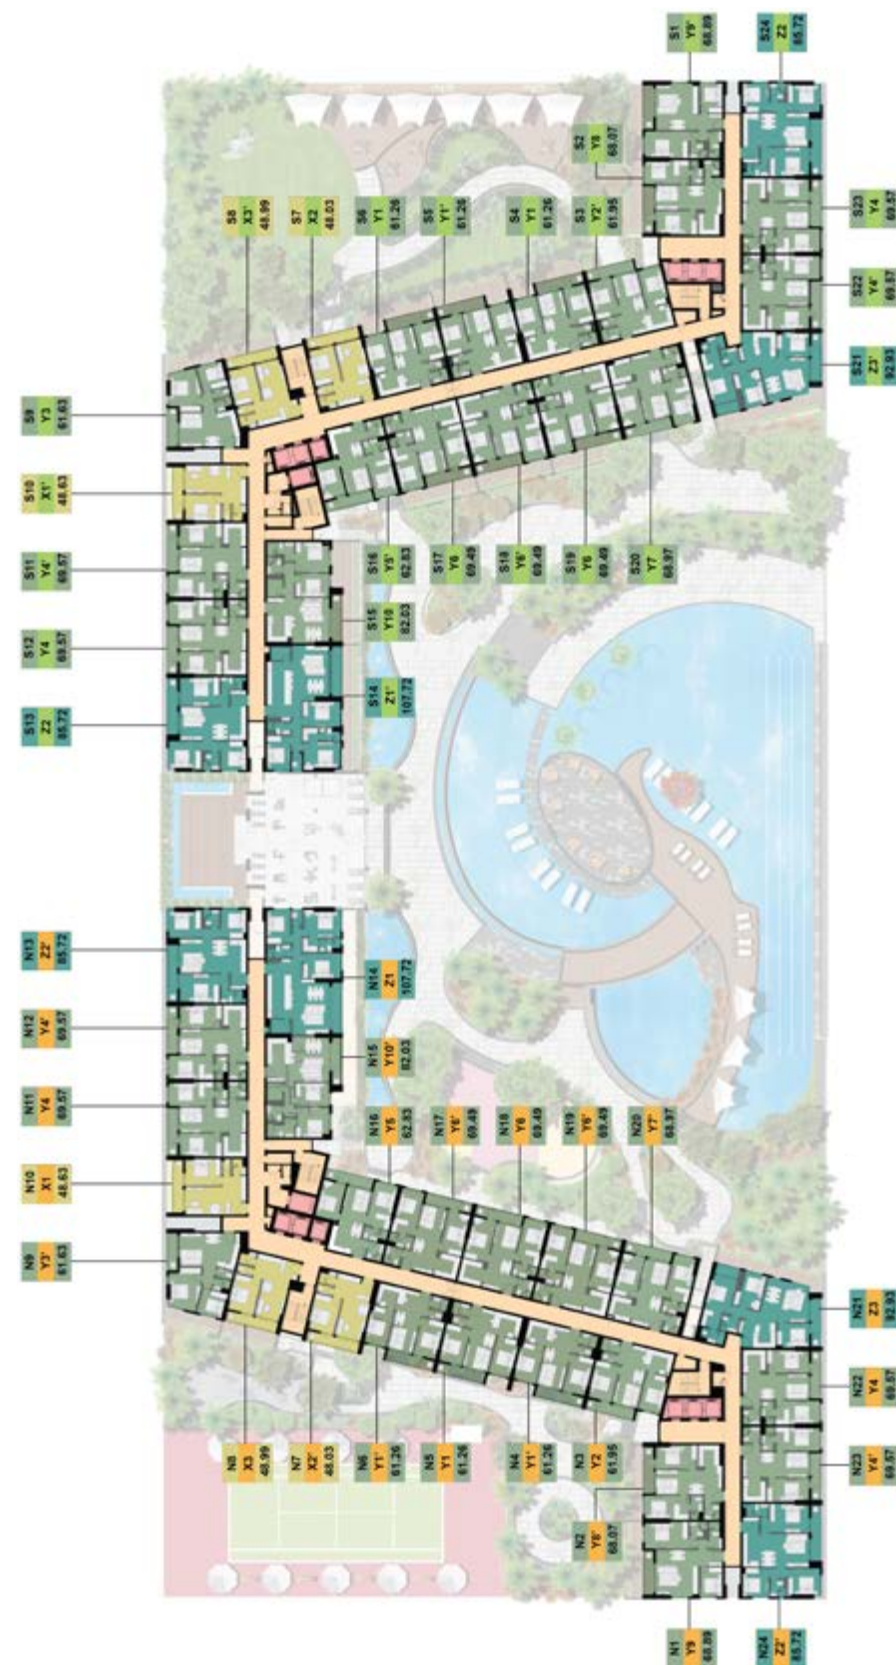 S1
Y9'
68.89
S24
Z2
85.72
S2
Y8
68.07
S8
X3'
48.99
S7
X2
48.03
S6
Y1
61.26
S5
Y1'
61.26
S4
Y1
61.26
S3
Y2'
61.95
S23
Y4
69.57
S22
Y4'
69.57
S21
Z3'
92.93
S9
Y3
61.63
S10
X1'
48.63
S11
Y4'
69.57
S12
Y4
69.57
S13
Z2
85.72
S16
Y5'
62.83
S17
Y6
69.49
S18
Y6'
69.49
S19
Y6
69.49
S20
Y7
68.97
S15
Y10
82.03
S14
Z1'
107.72
N13
Z2'
85.72
N12
Y4'
69.57
N11
Y4
69.57
N10
X1
48.63
N9
Y3'
61.63
N14
Z1
107.72
N15
Y10'
82.03
N16
Y5
62.83
N17
Y6'
69.49
N18
Y6
69.49
N19
Y6'
69.49
N20
Y7'
68.97
N21
Z3
92.93
N22
Y4
69.57
N23
Y4'
69.57
N8
X3
48.99
N7
X2'
48.03
N6
Y1'
61.26
N5
Y1
61.26
N4
Y1'
61.26
N3
Y2
61.95
N2
Y8'
68.07
N1
Y9
68.89
N24
Z2'
85.72